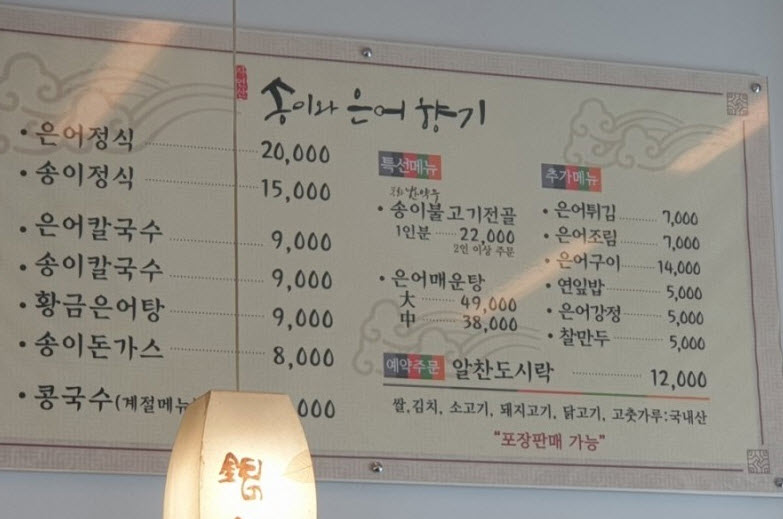 송이와 은어 향기
은어정식 20,000
송이정식 15,000
은어칼국수 9,000
송이칼국수 9,000
황금은어탕 9,000
송이돈가스 8,000
콩국수(계절메뉴 000
특선메뉴
송이불고기전골
1인분 22,000
2인 이상 주문
은어매운탕
大 49,000
中 38,000
추가메뉴
은어튀김 7,000
은어조림 7,000
은어구이 14,000
연잎밥 5,000
은어강정 5,000
찰만두 5,000
예약주문 알찬도시락 12,000
쌀,김치, 소고기, 돼지고기, 닭고기, 고춧가루:국내산
"포장판매 가능"
銀